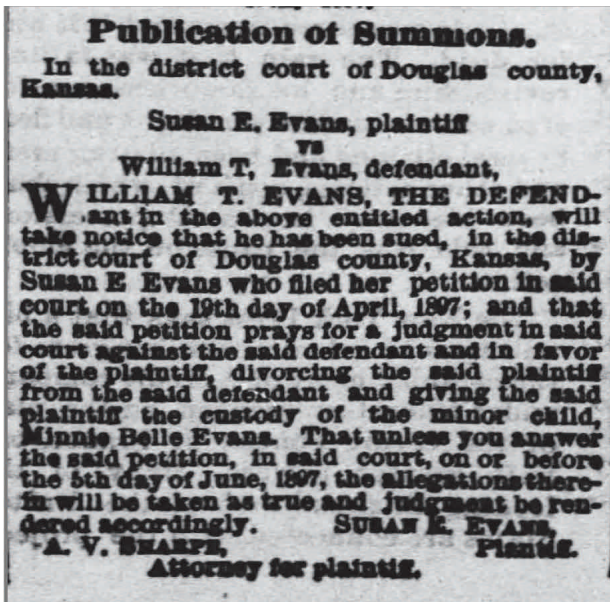 Publication of Summons.
In the district court of Douglas county,
Kansas.
Susan E. Evans, plaintiff
vs
William T. Evans, defendant,
WILLIAM T. EVANS, THE DEFEND-
ant in the above entitled action, will
take notice that he has been sued, in the dis-
trict court of Douglas county, Kansas, by
Susan E Evans who filed her petition in said
court on the 19th day of April, 1897; and that
the said petition prays for a judgment in said
court against the said defendant and in favor
of the plaintiff, divorcing the said plaintiff
from the said defendant and giving the said
plaintiff the custody of the minor child,
Minnie Belle Evans. That unless you answer
the said petition, in said court, on or before
the 5th day of June, 1897, the allegations there-
in will be taken as true and judgment be ren-
dered accordingly. SUSAN E. EVANS,
A. V. SHARPE, Plantiff.
Attorney for plaintiff.